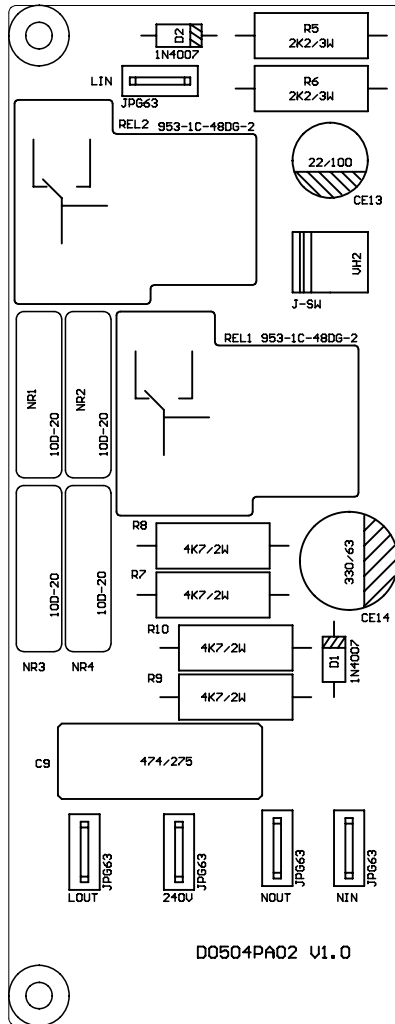 D2
1N4007
R5
2K2/3W
LIN
JPG63
R6
2K2/3W
REL2 953-1C-48DG-2
22/100
CE13
VH2
J-SW
REL1 953-1C-48DG-2
NR1
10D-20
NR2
10D-20
R8
4K7/2W
330/63
CE14
10D-20
10D-20
R7
4K7/2W
R10
4K7/2W
D1
1N4007
NR3
NR4
R9
4K7/2W
C9
474/275
JPG63
LOUT
JPG63
240V
JPG63
NOUT
JPG63
NIN
D0504PA02 V1.0